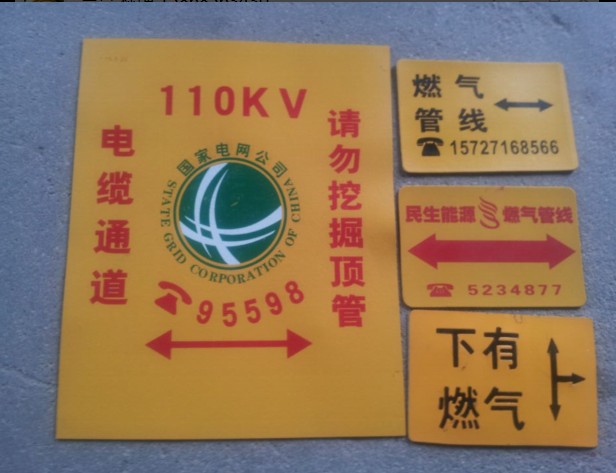 110KV
电缆通道
国家电网公司
STATE GRID CORPORATION OF CHINA
请勿挖掘顶管
95598
燃气
管线
15727168566
民生能源 燃气管线
5234877
下有
燃气